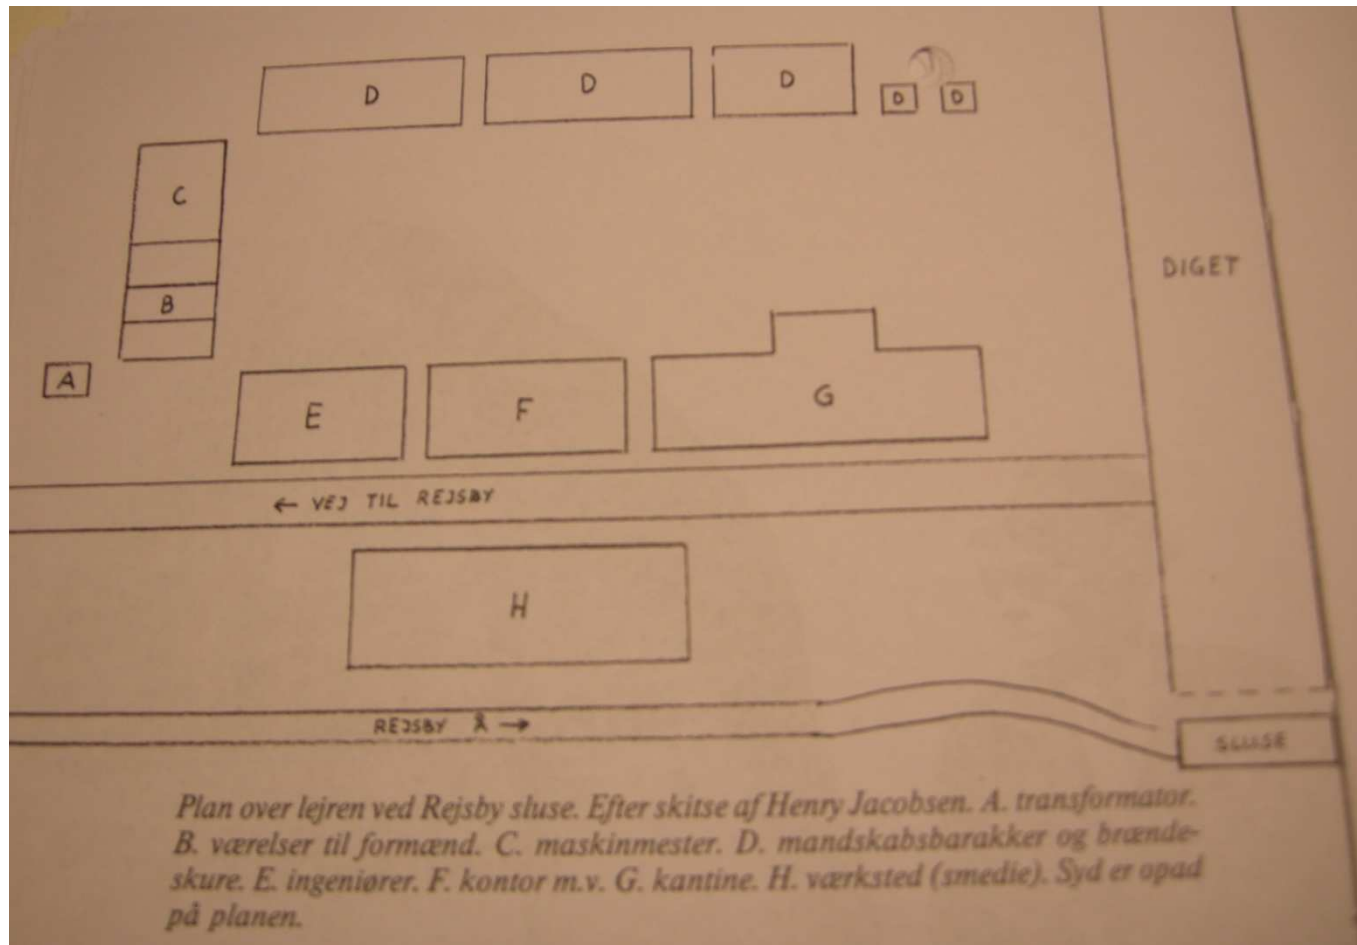 D D D D D
C
B
A
E F G
DIGET
← VEJ TIL REJSBY
H
REJSBY Å →
SLUSE
Plan over lejren ved Rejsby sluse. Efter skitse af Henry Jacobsen. A. transformator.
B. værelser til formænd. C. maskinmester. D. mandskabsbarakker og brænde-
skure. E. ingeniører. F. kontor m.v. G. kantine. H. værksted (smedie). Syd er opad
på planen.